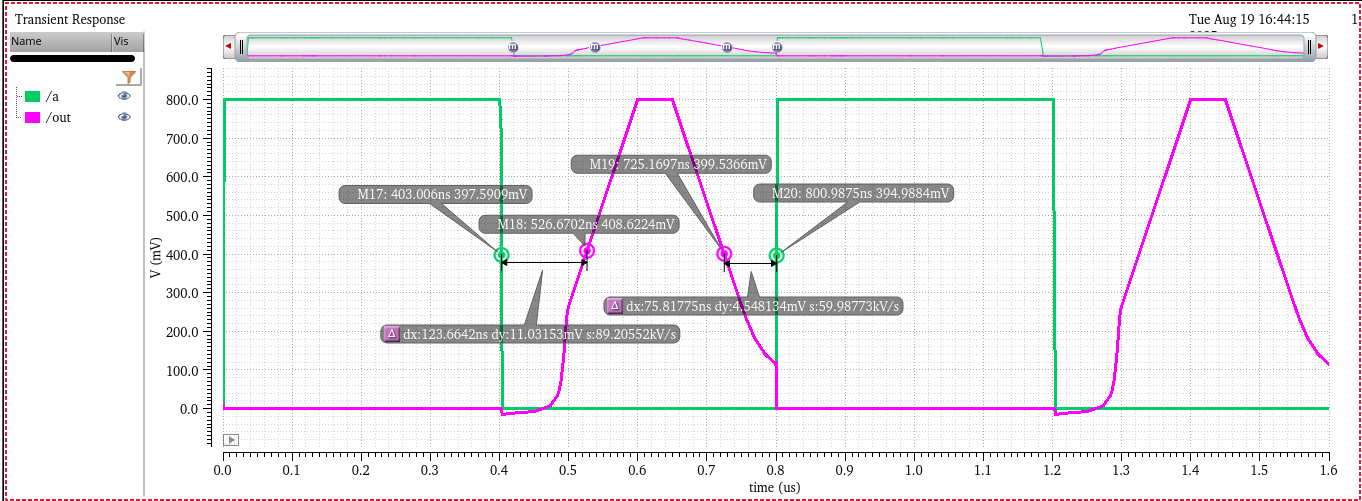 Transient Response
Tue Aug 19 16:44:15
1
Name Vis
/a
/out
V (mV)
800.0
700.0
600.0
500.0
400.0
300.0
200.0
100.0
0.0
M19: 725.1697ns 399.5366mV
M17: 403.006ns 397.5909mV
M20: 800.9875ns 394.9884mV
M18: 526.6702ns 408.6224mV
Δ dx:75.81775ns dy:4.548134mV s:59.98773kV/s
Δ dx:123.6642ns dy:11.03153mV s:89.20552kV/s
0.0 0.1 0.2 0.3 0.4 0.5 0.6 0.7 0.8 0.9 1.0 1.1 1.2 1.3 1.4 1.5 1.6
time (us)